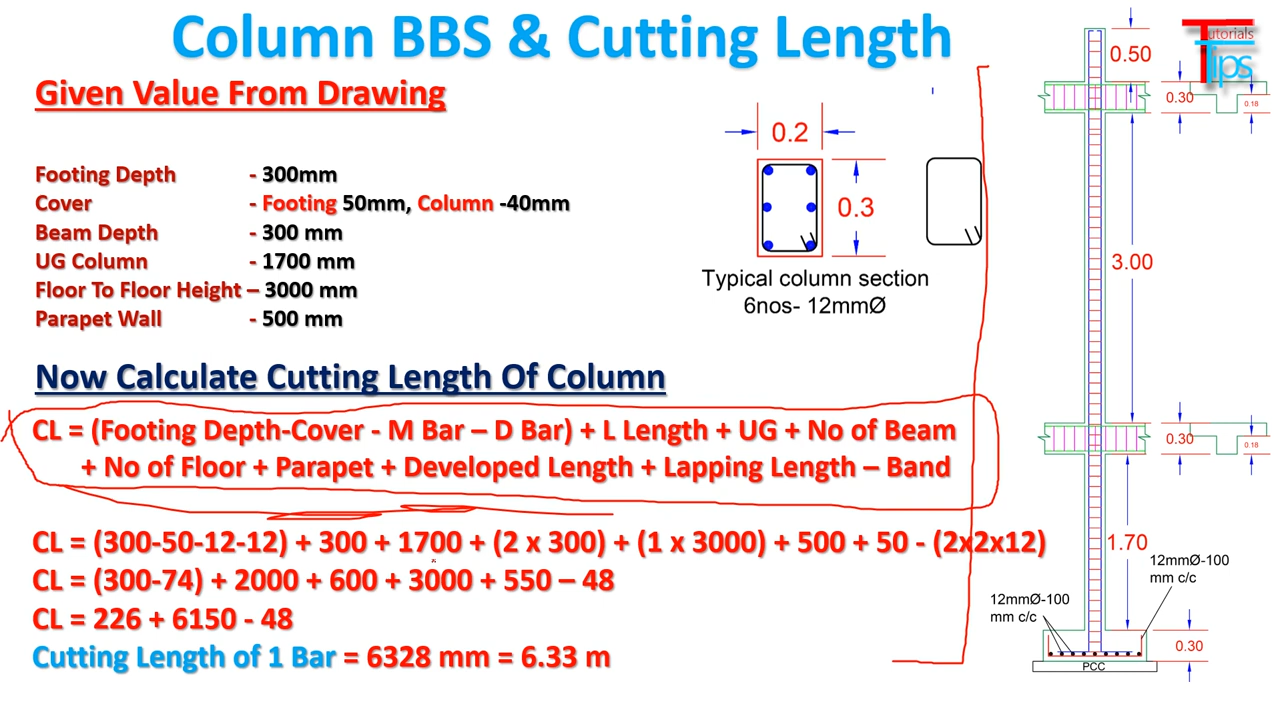 Column BBS & Cutting Length
Tutorials
Tips
Given Value From Drawing
Footing Depth - 300mm
Cover - Footing 50mm, Column -40mm
Beam Depth - 300 mm
UG Column - 1700 mm
Floor To Floor Height – 3000 mm
Parapet Wall - 500 mm
0.2
0.3
Typical column section
6nos- 12mmØ
Now Calculate Cutting Length Of Column
CL = (Footing Depth-Cover - M Bar – D Bar) + L Length + UG + No of Beam
+ No of Floor + Parapet + Developed Length + Lapping Length – Band
CL = (300-50-12-12) + 300 + 1700 + (2 x 300) + (1 x 3000) + 500 + 50 - (2x2x12)
CL = (300-74) + 2000 + 600 + 3000 + 550 – 48
CL = 226 + 6150 - 48
Cutting Length of 1 Bar = 6328 mm = 6.33 m
0.50
0.30
0.18
3.00
0.30
0.18
1.70
12mmØ-100
mm c/c
12mmØ-100
mm c/c
0.30
PCC